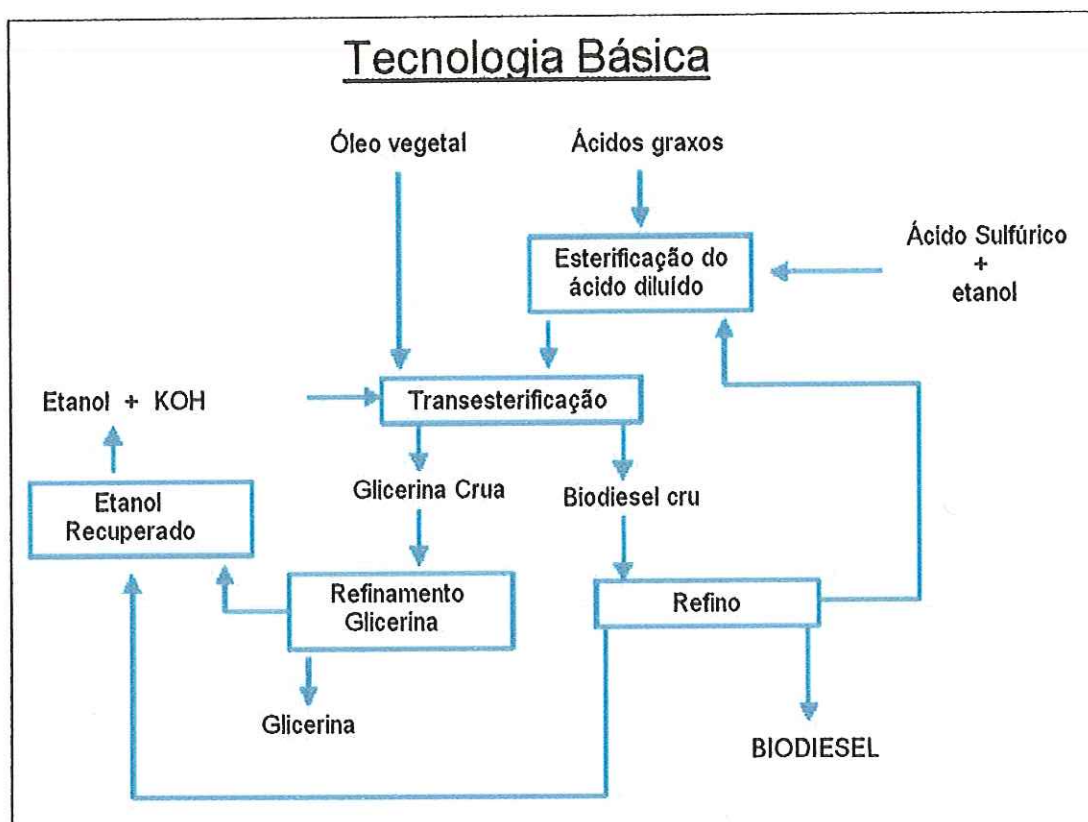 Tecnologia Básica
Óleo vegetal
Ácidos graxos
Esterificação do
ácido diluído
Ácido Sulfúrico
+
etanol
Etanol + KOH
Transesterificação
Glicerina Crua
Biodiesel cru
Etanol
Recuperado
Refinamento
Glicerina
Refino
Glicerina
BIODIESEL